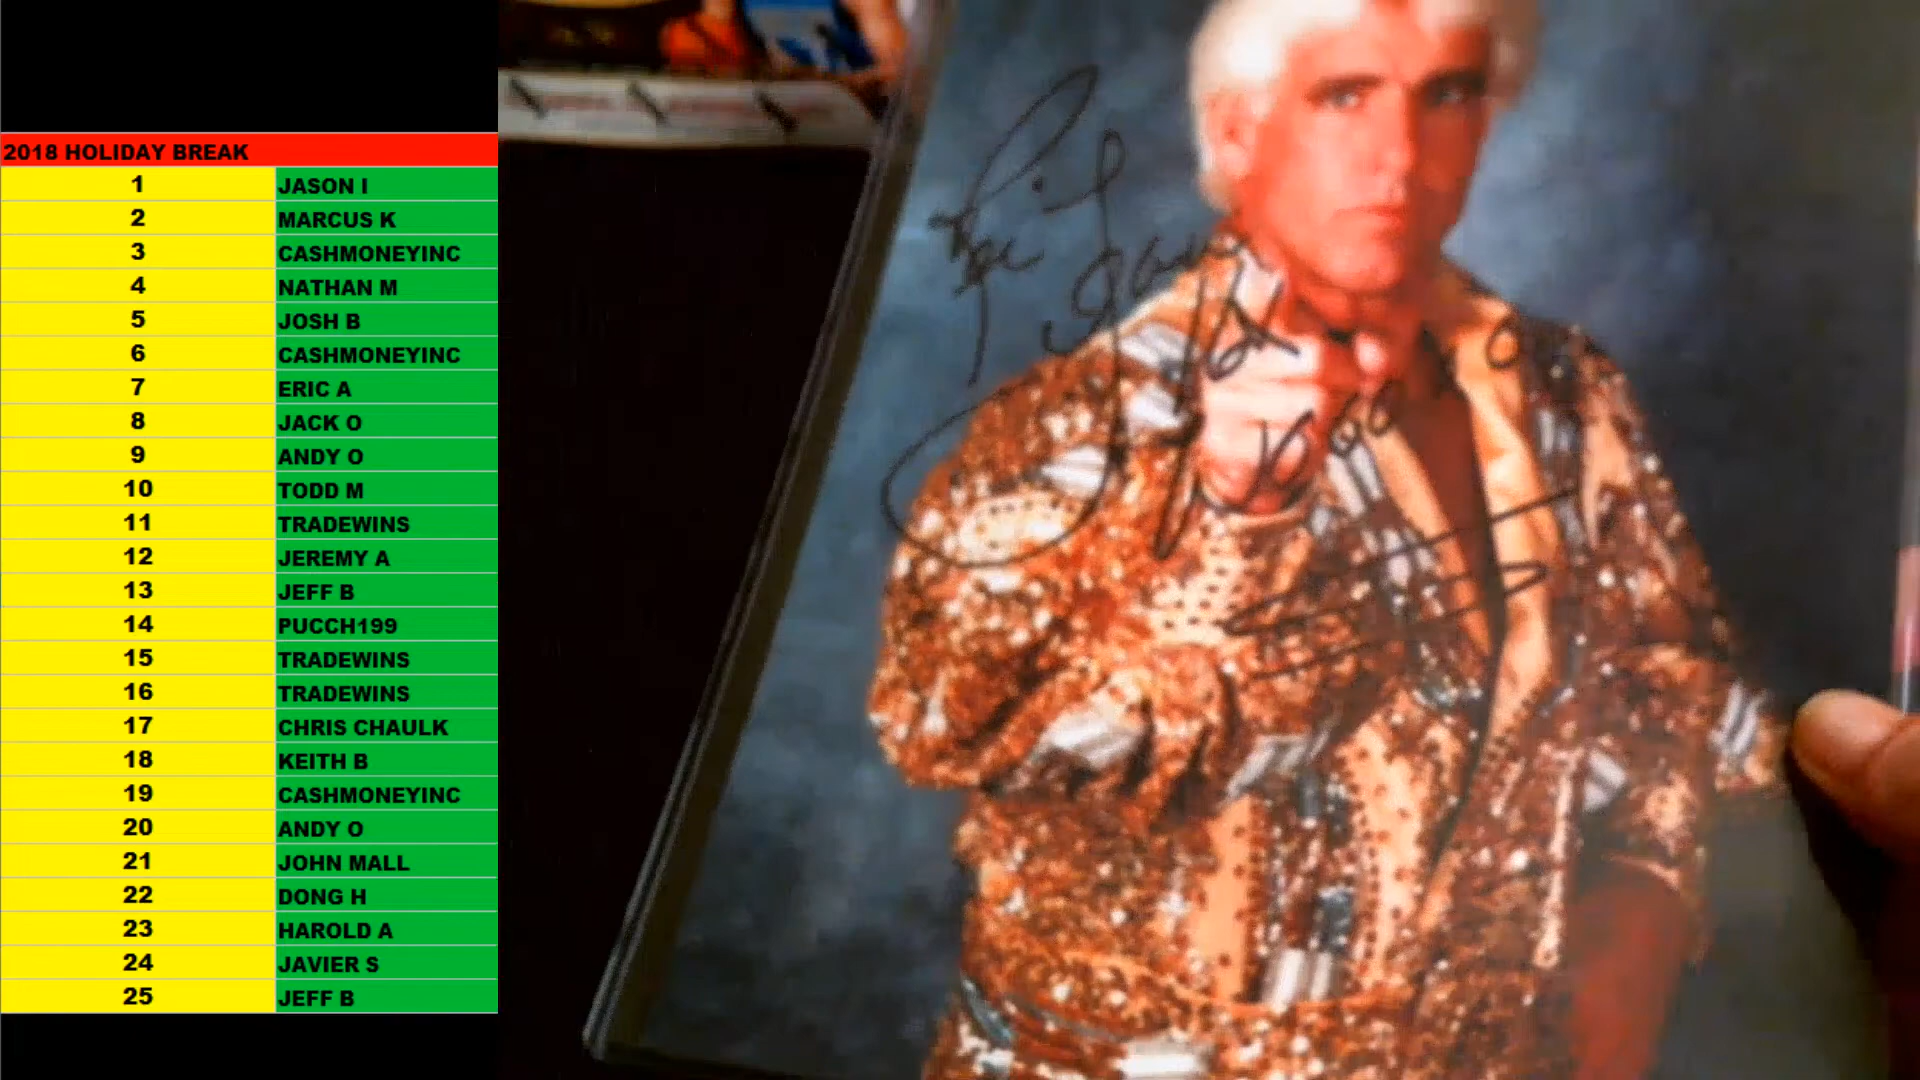 2018 HOLIDAY BREAK
1 JASON I
2 MARCUS K
3 CASHMONEYINC
4 NATHAN M
5 JOSH B
6 CASHMONEYINC
7 ERIC A
8 JACK O
9 ANDY O
10 TODD M
11 TRADEWINS
12 JEREMY A
13 JEFF B
14 PUCCH199
15 TRADEWINS
16 TRADEWINS
17 CHRIS CHAULK
18 KEITH B
19 CASHMONEYINC
20 ANDY O
21 JOHN MALL
22 DONG H
23 HAROLD A
24 JAVIER S
25 JEFF B